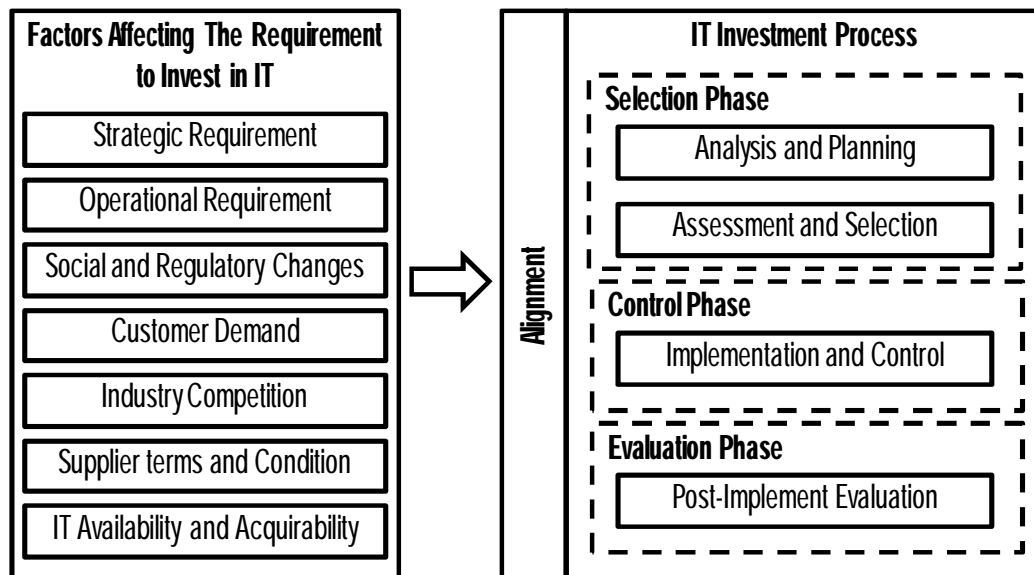 Factors Affecting The Requirement
to Invest in IT
Strategic Requirement
Operational Requirement
Social and Regulatory Changes
Customer Demand
Industry Competition
Supplier terms and Condition
IT Availability and Acquirability
Alignment
IT Investment Process
Selection Phase
Analysis and Planning
Assessment and Selection
Control Phase
Implementation and Control
Evaluation Phase
Post-Implement Evaluation